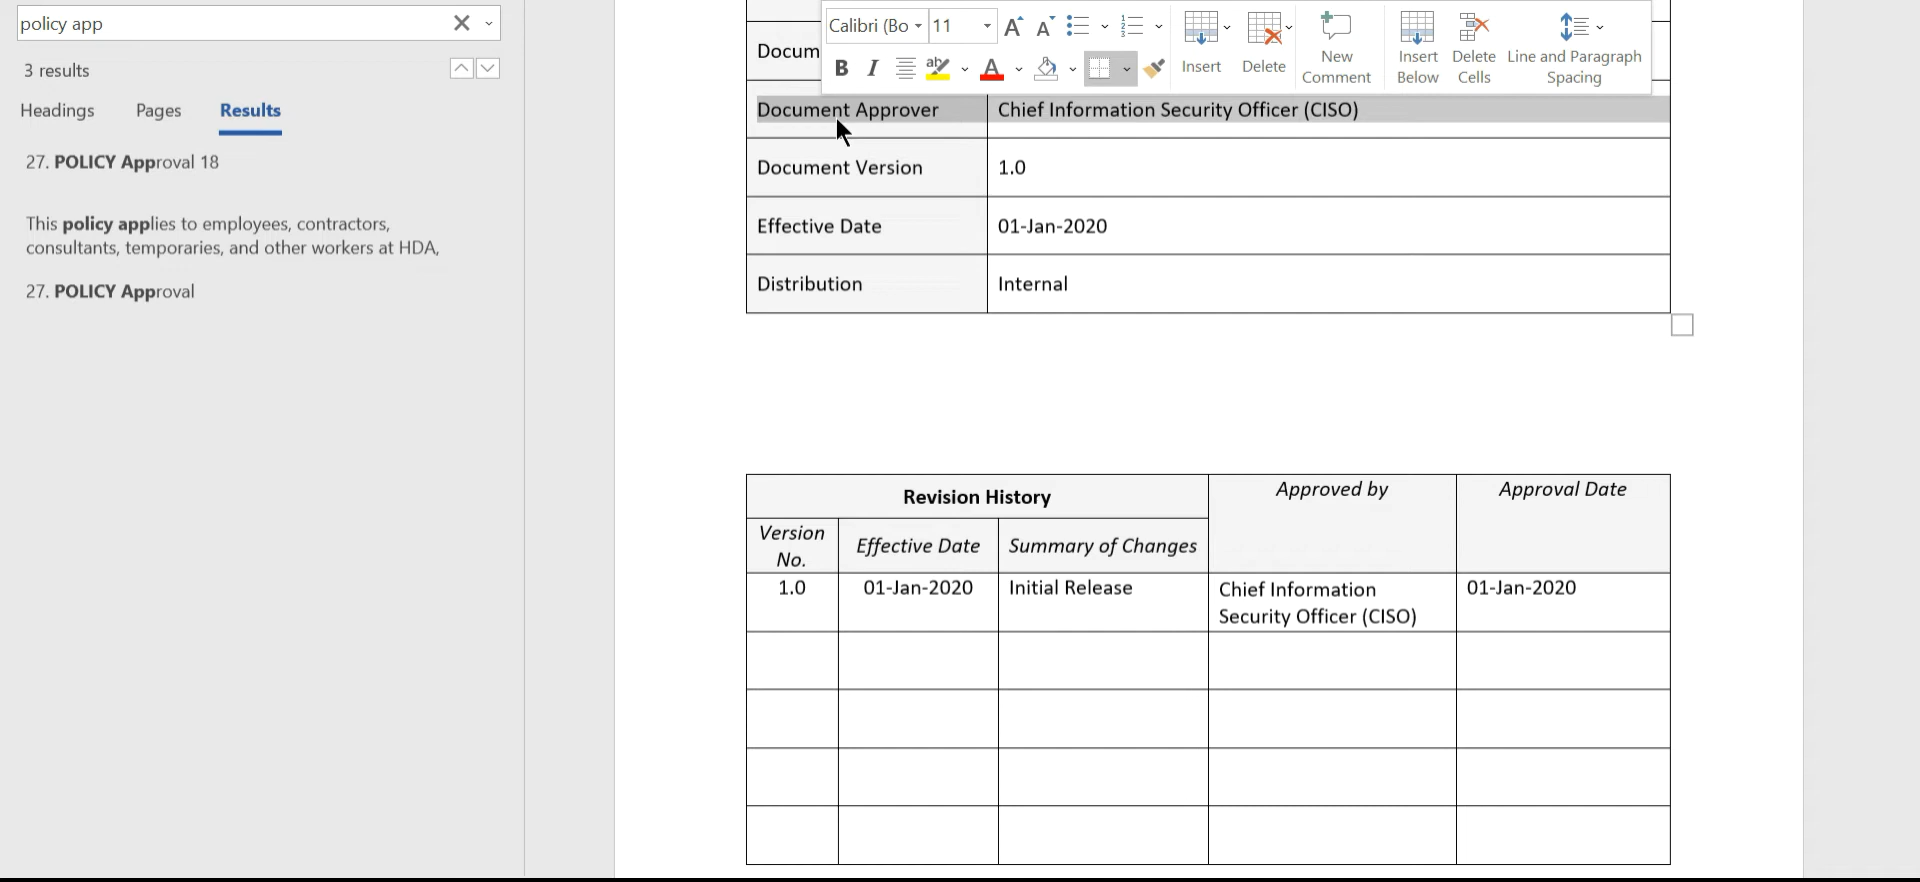 policy app
3 results
Headings Pages Results
27. POLICY Approval 18
This policy applies to employees, contractors,
consultants, temporaries, and other workers at HDA,
27. POLICY Approval
Calibri (Bo 11
B I A
Insert
Delete
New
Comment
Insert
Below
Delete
Cells
Line and Paragraph
Spacing
Docum
Document Approver Chief Information Security Officer (CISO)
Document Version 1.0
Effective Date 01-Jan-2020
Distribution Internal
Revision History
Approved by
Approval Date
Version
No.
Effective Date
Summary of Changes
1.0 01-Jan-2020 Initial Release Chief Information 01-Jan-2020
Security Officer (CISO)